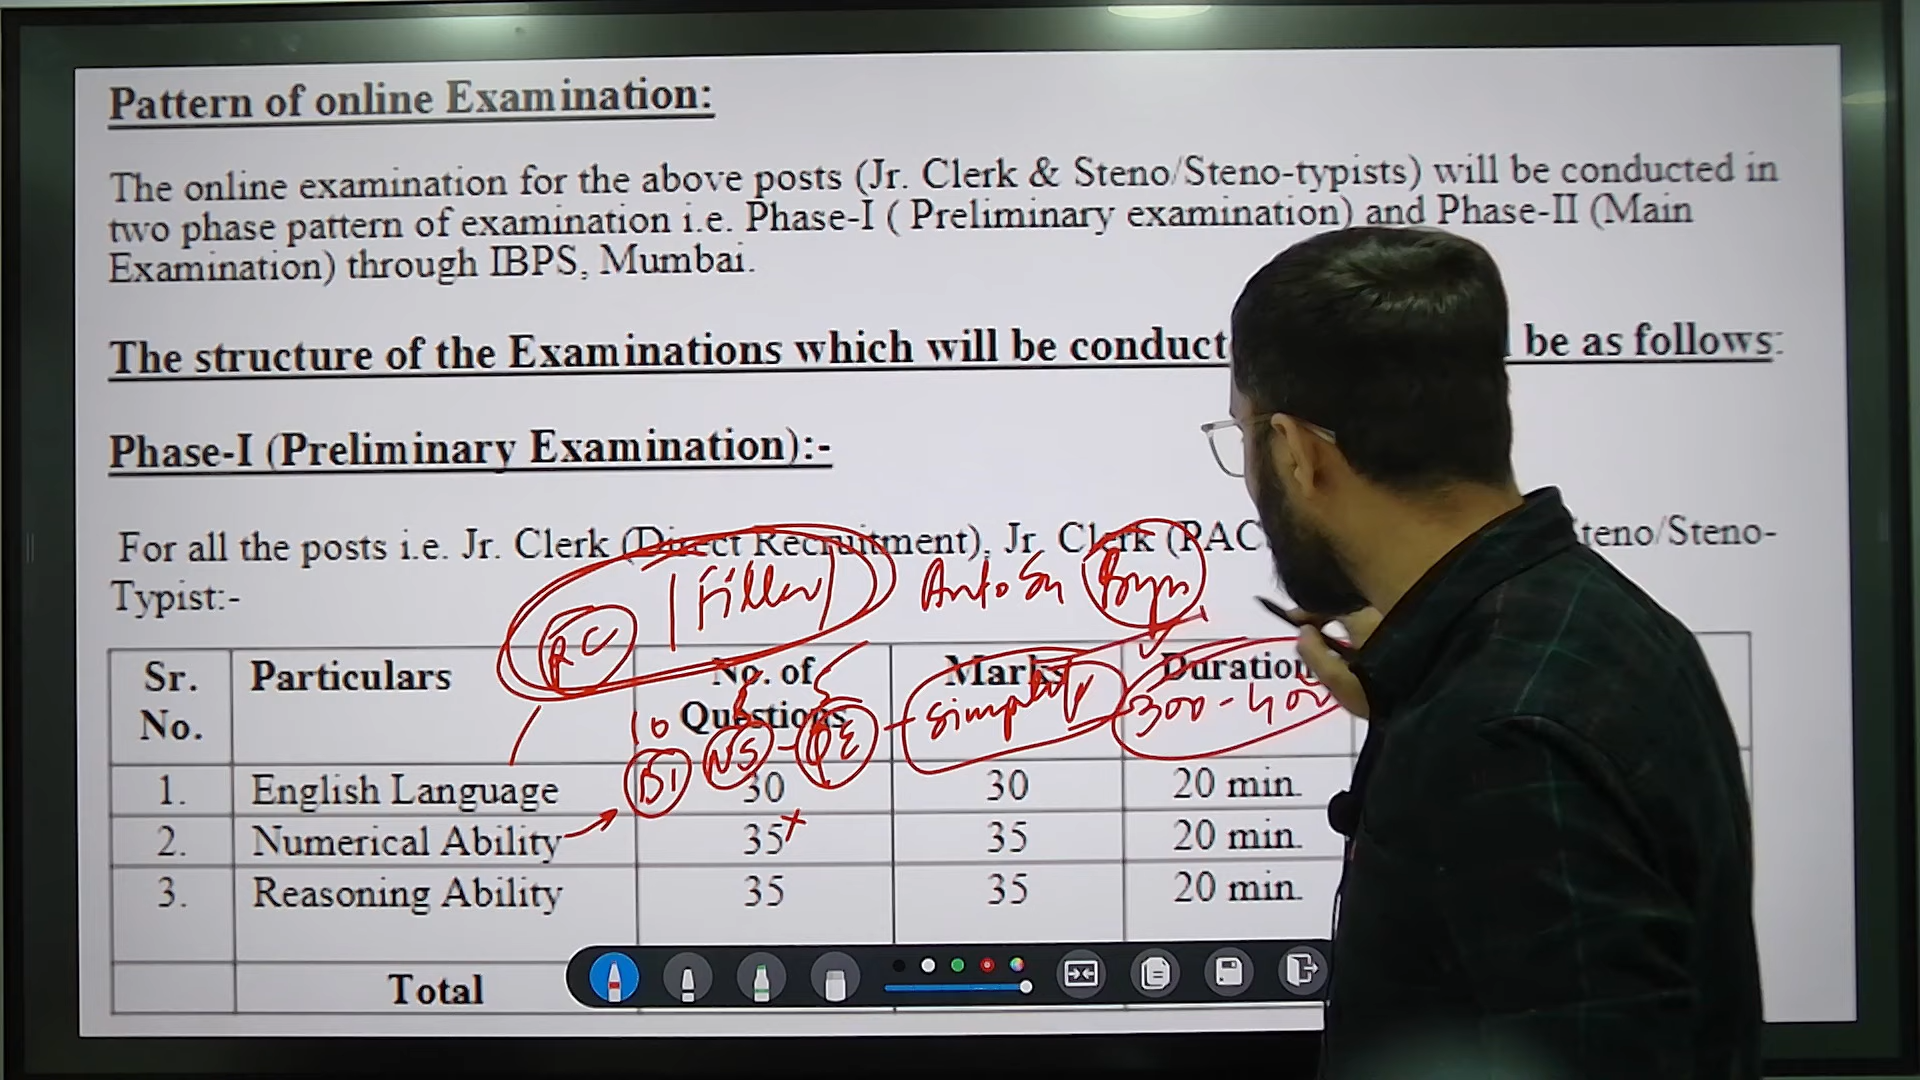 Pattern of online Examination:
The online examination for the above posts (Jr. Clerk & Steno/Steno-typists) will be conducted in
two phase pattern of examination i.e. Phase-I ( Preliminary examination) and Phase-II (Main
Examination) through IBPS, Mumbai.
The structure of the Examinations which will be conduct be as follows:
Phase-I (Preliminary Examination):-
For all the posts i.e. Jr. Clerk (Direct Recruitment), Jr. Clerk (PAC teno/Steno-
Typist:-
RC | Filler |
Sr. No. Particulars No. of Questions Marks Duration
10 5 5
DI NS simplify 300-400
1. English Language 30 30 20 min.
2. Numerical Ability 35 35 20 min.
3. Reasoning Ability 35 35 20 min.
Total